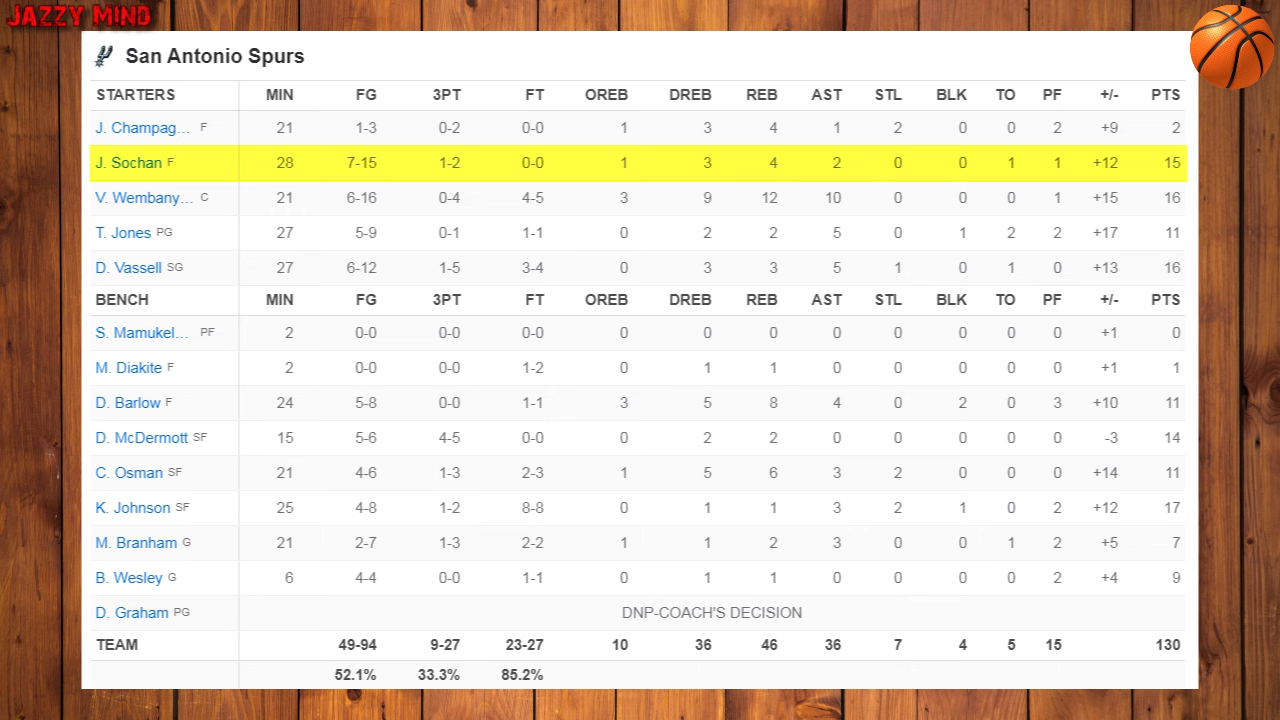 JAZZY MIND
San Antonio Spurs
STARTERS MIN FG 3PT FT OREB DREB REB AST STL BLK TO PF +/- PTS
J. Champag... F 21 1-3 0-2 0-0 1 3 4 1 2 0 0 2 +9 2
J. Sochan F 28 7-15 1-2 0-0 1 3 4 2 0 0 1 1 +12 15
V. Wembany... C 21 6-16 0-4 4-5 3 9 12 10 0 0 0 1 +15 16
T. Jones PG 27 5-9 0-1 1-1 0 2 2 5 0 1 2 2 +17 11
D. Vassell SG 27 6-12 1-5 3-4 0 3 3 5 1 0 1 0 +13 16
BENCH MIN FG 3PT FT OREB DREB REB AST STL BLK TO PF +/- PTS
S. Mamukel... PF 2 0-0 0-0 0-0 0 0 0 0 0 0 0 0 +1 0
M. Diakite F 2 0-0 0-0 1-2 0 1 1 0 0 0 0 0 +1 1
D. Barlow F 24 5-8 0-0 1-1 3 5 8 4 0 2 0 3 +10 11
D. McDermott SF 15 5-6 4-5 0-0 0 2 2 0 0 0 0 0 -3 14
C. Osman SF 21 4-6 1-3 2-3 1 5 6 3 2 0 0 0 +14 11
K. Johnson SF 25 4-8 1-2 8-8 0 1 1 3 2 1 0 2 +12 17
M. Branham G 21 2-7 1-3 2-2 1 1 2 3 0 0 1 2 +5 7
B. Wesley G 6 4-4 0-0 1-1 0 1 1 0 0 0 0 2 +4 9
D. Graham PG DNP-COACH'S DECISION
TEAM 49-94 9-27 23-27 10 36 46 36 7 4 5 15 130
52.1% 33.3% 85.2%